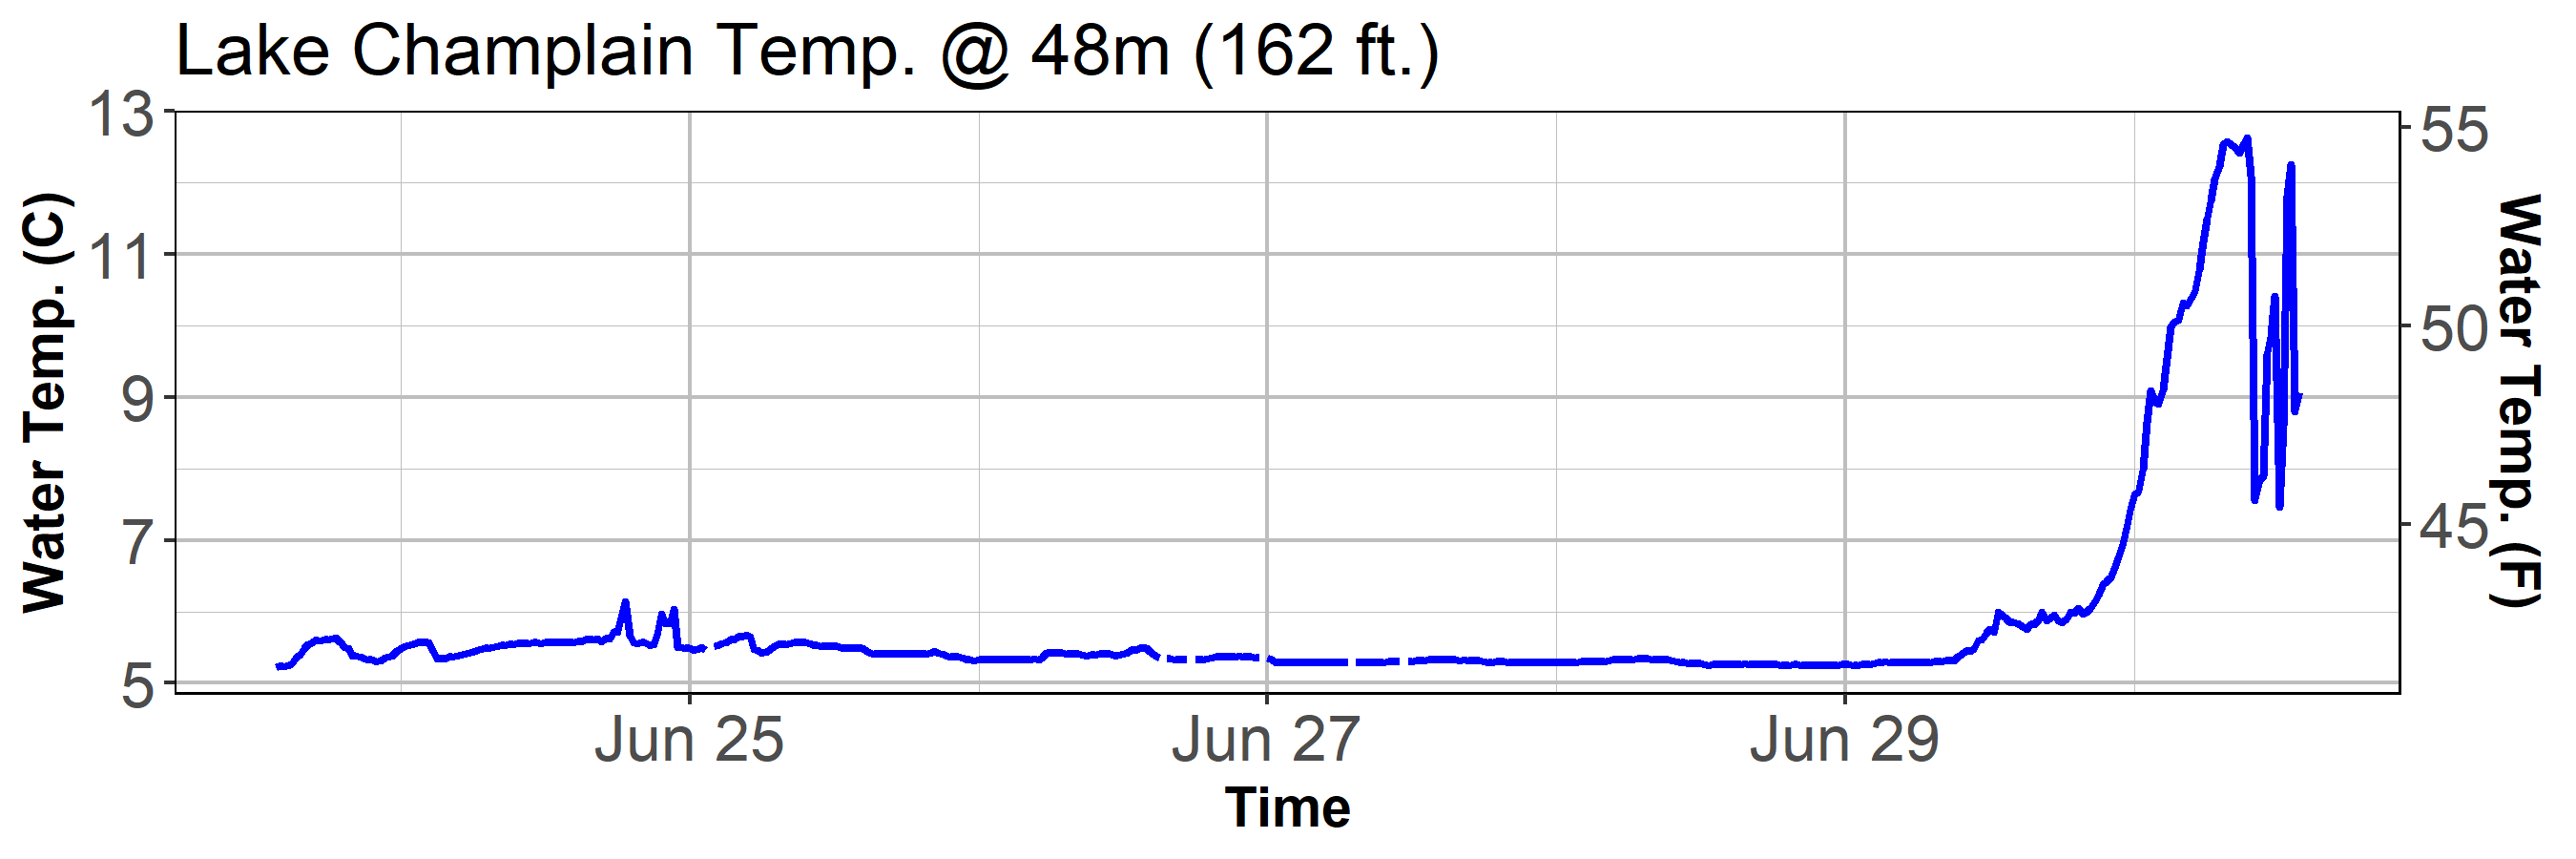 Lake Champlain Temp. @ 48m (162 ft.)
Water Temp. (C)
13
11
9
7
5
55
50
45
Water Temp. (F)
Jun 25
Jun 27
Jun 29
Time